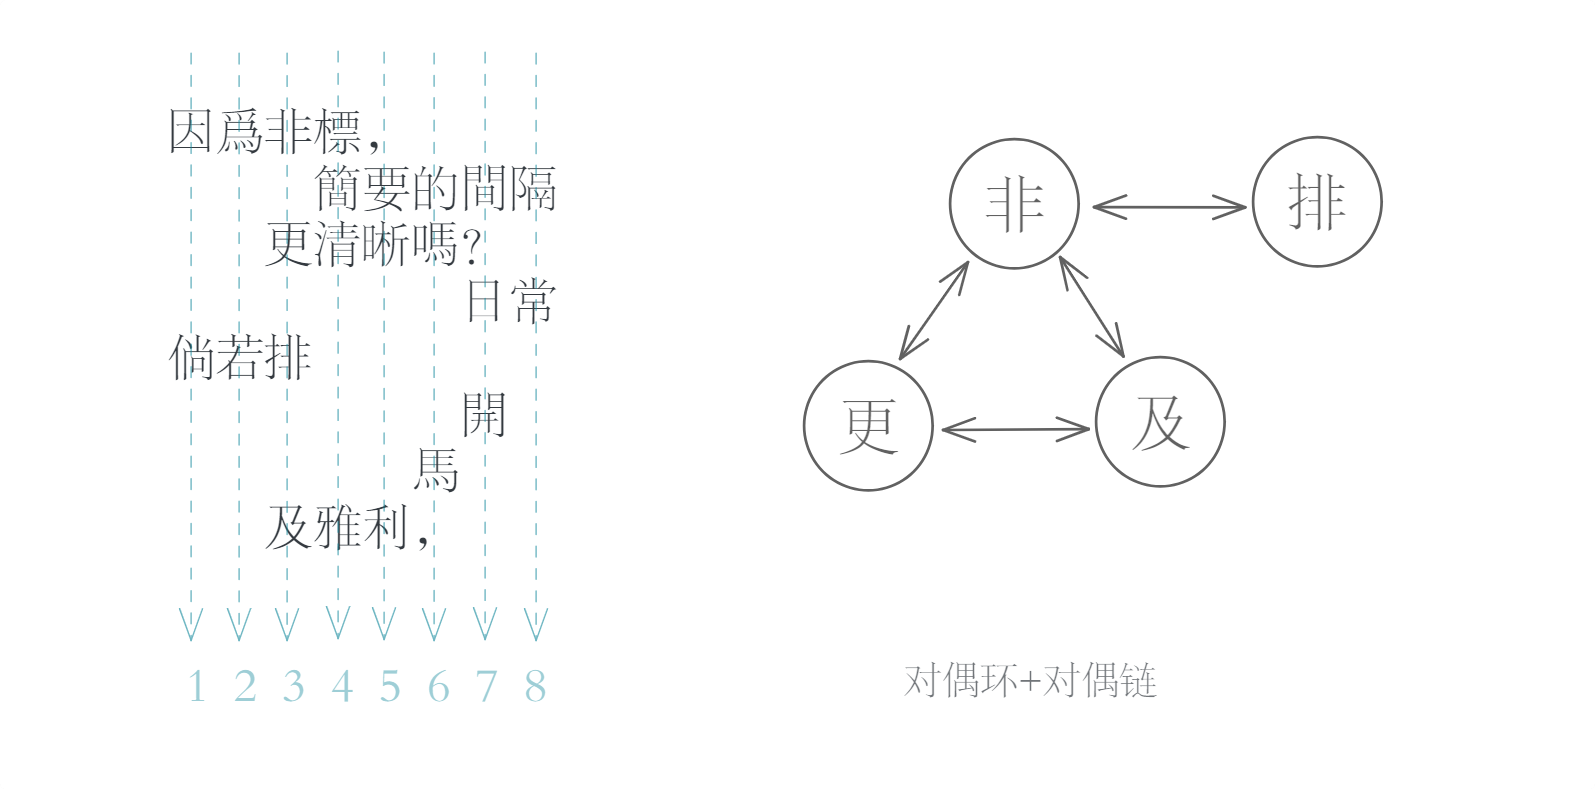 因爲非標，
簡要的間隔
更清晰嗎？
日常
倘若排
開
馬
及雅利，
1 2 3 4 5 6 7 8
非 排
更 及
对偶环+对偶链